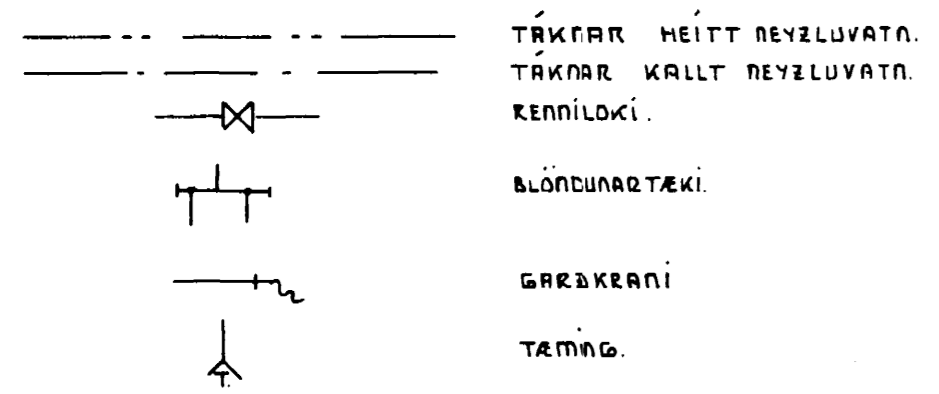 TÁKNAR HEITT NEYZLUVATN.
TÁKNAR KALLT NEYZLUVATN.
RENNILOKI.
BLÖNDUNARTÆKI.
GARÐKRANI
TÆMING.
T.